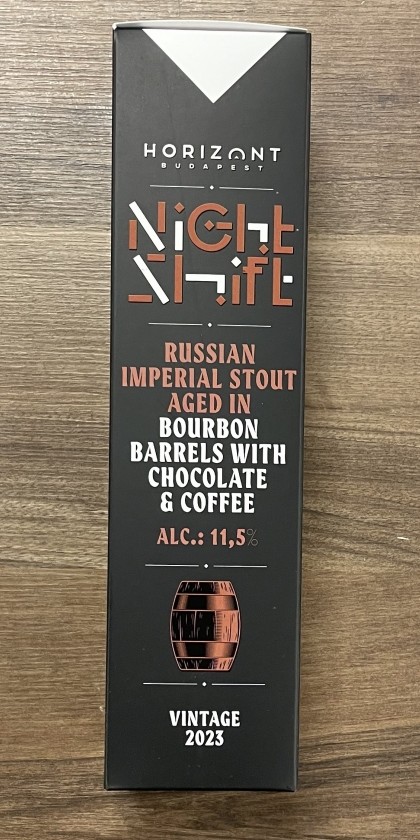 HORIZONT
BUDAPEST
Night
Shift
RUSSIAN
IMPERIAL STOUT
AGED IN
BOURBON
BARRELS WITH
CHOCOLATE
& COFFEE
ALC.: 11,5%
VINTAGE
2023